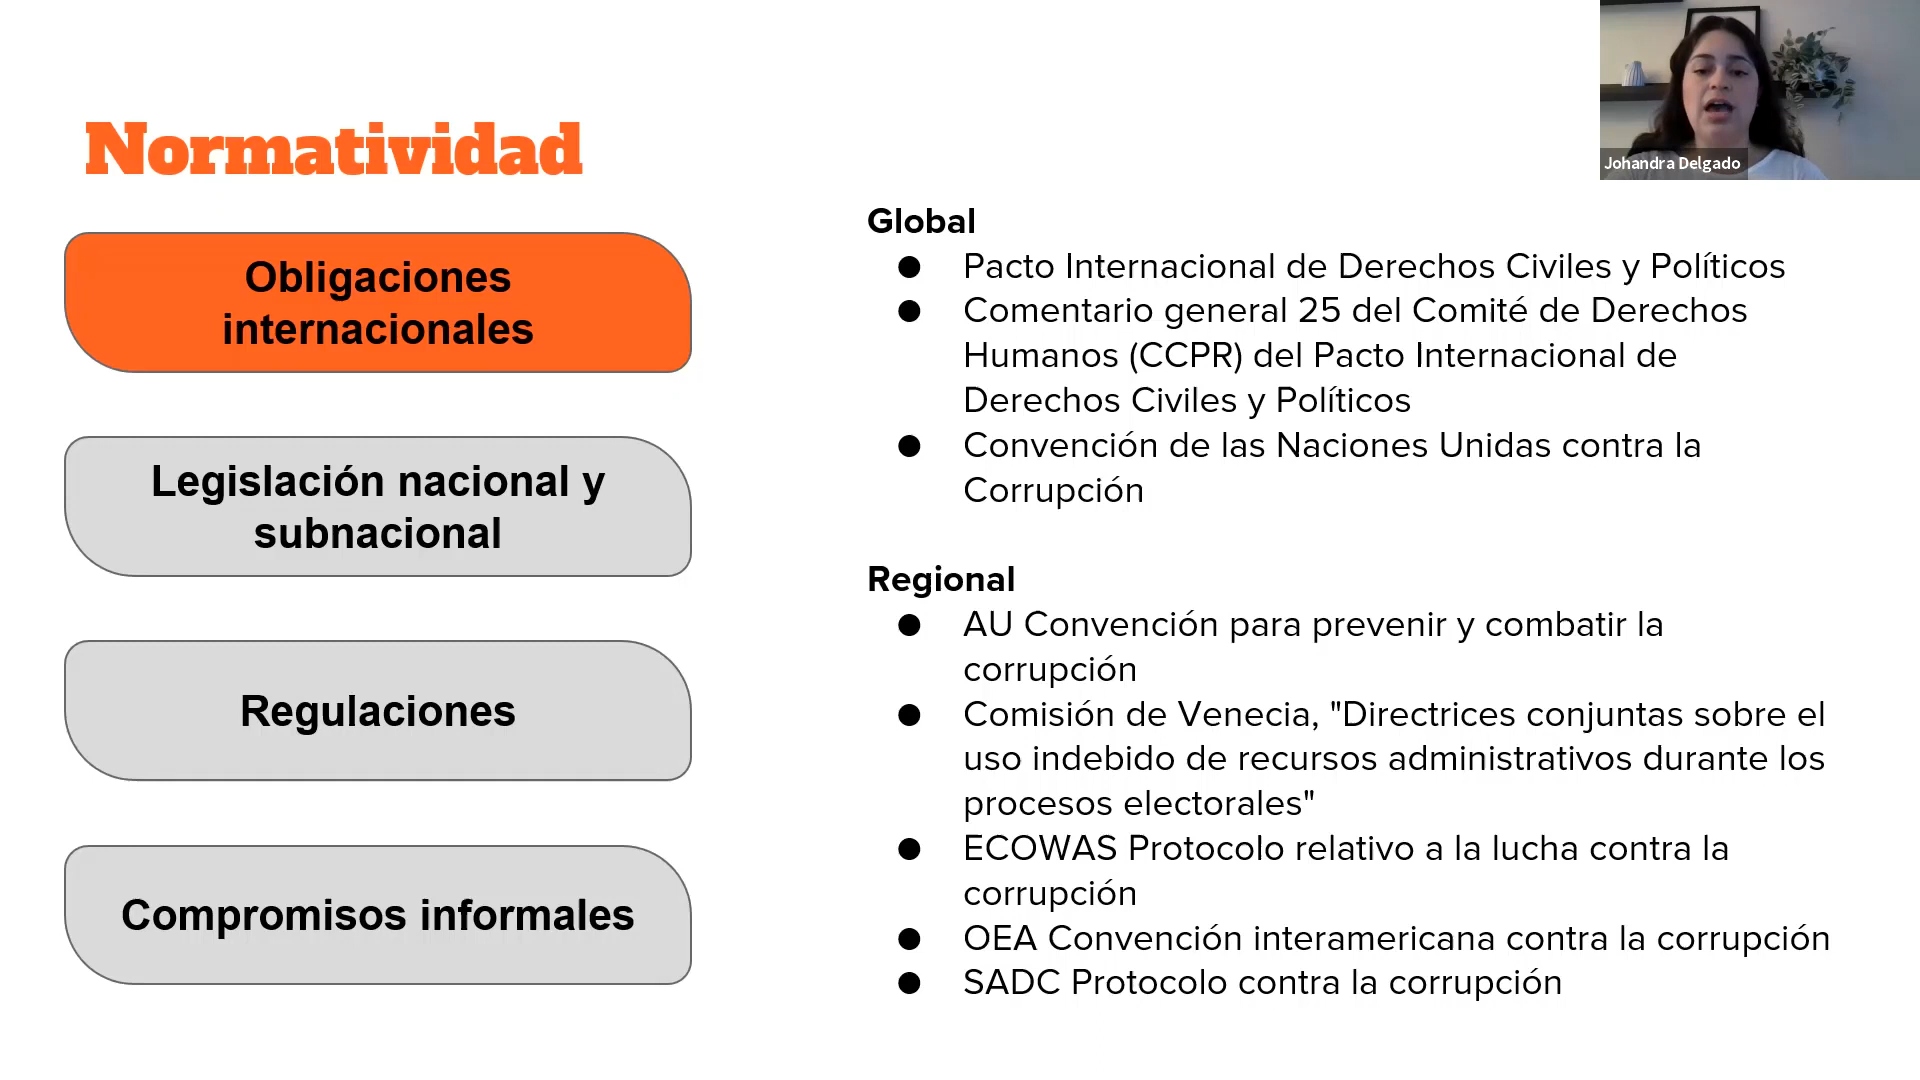 Normatividad
Obligaciones
internacionales
Legislación nacional y
subnacional
Regulaciones
Compromisos informales
Johandra Delgado
Global
● Pacto Internacional de Derechos Civiles y Políticos
● Comentario general 25 del Comité de Derechos
Humanos (CCPR) del Pacto Internacional de
Derechos Civiles y Políticos
● Convención de las Naciones Unidas contra la
Corrupción
Regional
● AU Convención para prevenir y combatir la
corrupción
● Comisión de Venecia, "Directrices conjuntas sobre el
uso indebido de recursos administrativos durante los
procesos electorales"
● ECOWAS Protocolo relativo a la lucha contra la
corrupción
● OEA Convención interamericana contra la corrupción
● SADC Protocolo contra la corrupción